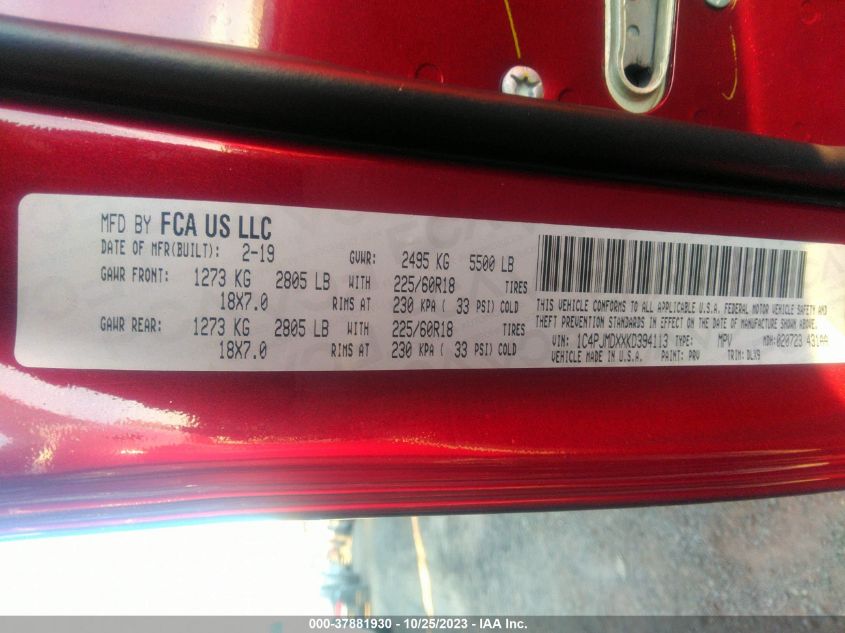 MFD BY FCA US LLC
DATE OF MFR(BUILT): 2-19 GVWR: 2495 KG 5500 LB
GAWR FRONT: 1273 KG 2805 LB WITH 225/60R18 TIRES
18X7.0 RIMS AT 230 KPA ( 33 PSI) COLD
GAWR REAR: 1273 KG 2805 LB WITH 225/60R18 TIRES
18X7.0 RIMS AT 230 KPA ( 33 PSI) COLD
THIS VEHICLE CONFORMS TO ALL APPLICABLE U.S.A. FEDERAL MOTOR VEHICLE SAFETY AND
THEFT PREVENTION STANDARDS IN EFFECT ON THE DATE OF MANUFACTURE SHOWN ABOVE.
VIN: 1C4PJMDXXKD394113 TYPE: MPV MDH:020723 431AA
VEHICLE MADE IN U.S.A. PAINT: PRV TRIM: DLX9
000-37881930 - 10/25/2023 - IAA Inc.